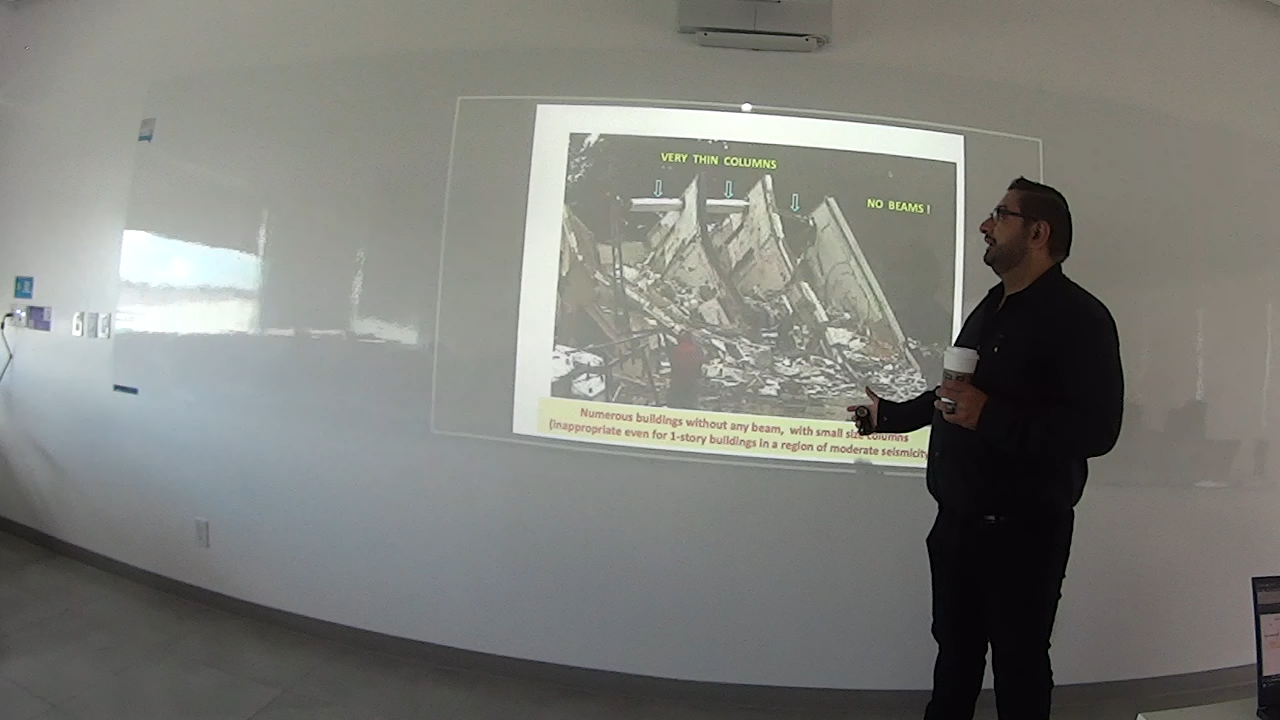 VERY THIN COLUMNS
NO BEAMS !
Numerous buildings without any beam, with small size columns
(inappropriate even for 1-story buildings in a region of moderate seismicity